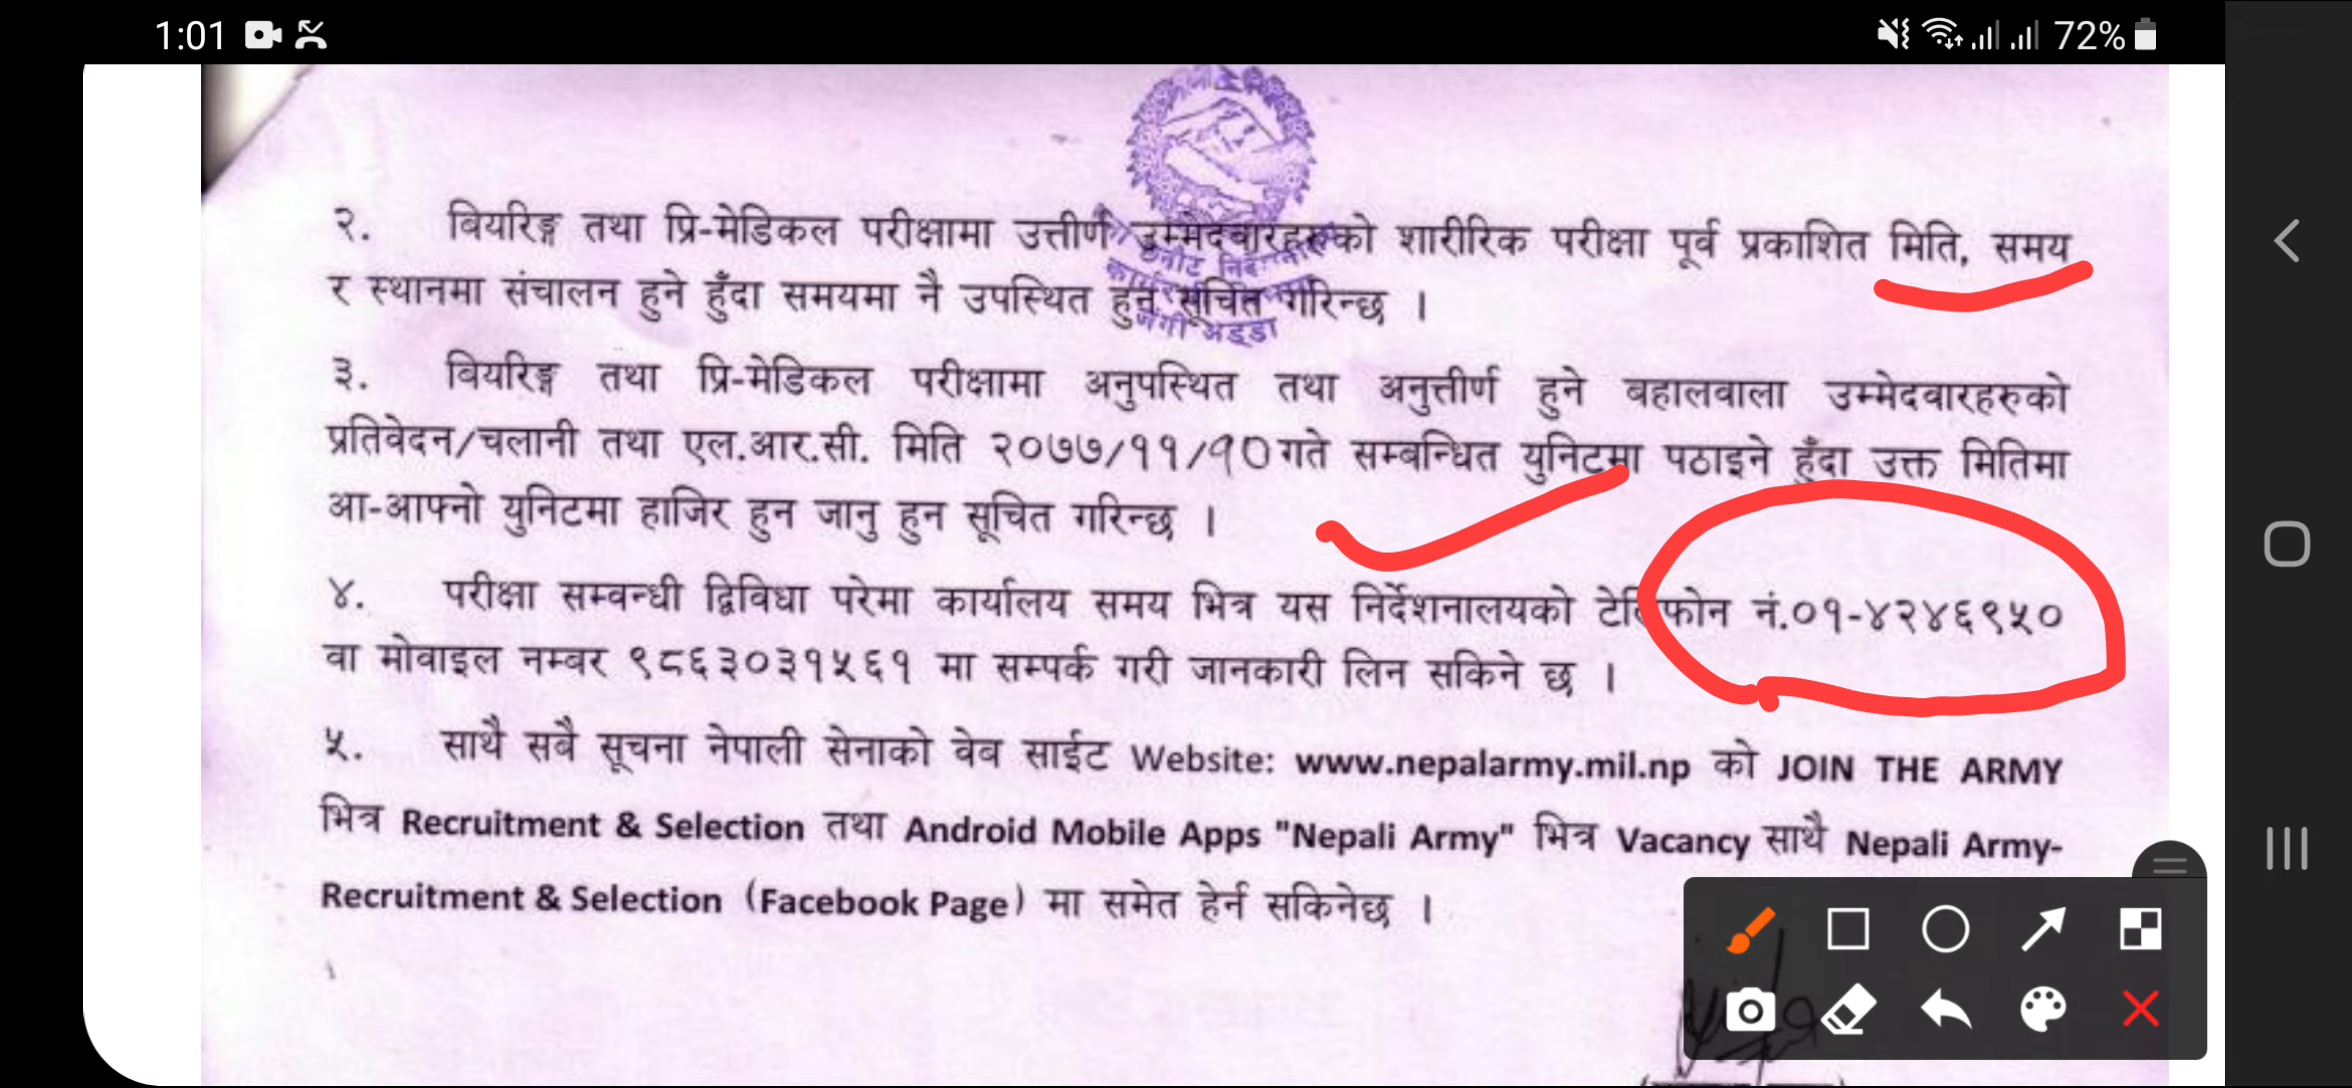 1:01
72%
२. बियरिङ्ग तथा प्रि-मेडिकल परीक्षामा उत्तीर्ण उम्मेदवारहरुको शारीरिक परीक्षा पूर्व प्रकाशित मिति, समय
र स्थानमा संचालन हुने हुँदा समयमा नै उपस्थित हुन सूचित गरिन्छ ।
जंगी अड्डा
३. बियरिङ्ग तथा प्रि-मेडिकल परीक्षामा अनुपस्थित तथा अनुत्तीर्ण हुने बहालवाला उम्मेदवारहरुको
प्रतिवेदन/चलानी तथा एल.आर.सी. मिति २०७७/११/१० गते सम्बन्धित युनिटमा पठाइने हुँदा उक्त मितिमा
आ-आफ्नो युनिटमा हाजिर हुन जानु हुन सूचित गरिन्छ ।
४. परीक्षा सम्वन्धी द्विविधा परेमा कार्यालय समय भित्र यस निर्देशनालयको टेलिफोन नं.०१-४२४६९५०
वा मोवाइल नम्बर ९८६३०३१५६१ मा सम्पर्क गरी जानकारी लिन सकिने छ ।
५. साथै सबै सूचना नेपाली सेनाको वेब साईट Website: www.nepalarmy.mil.np को JOIN THE ARMY
भित्र Recruitment & Selection तथा Android Mobile Apps "Nepali Army" भित्र Vacancy साथै Nepali Army-
Recruitment & Selection (Facebook Page) मा समेत हेर्न सकिनेछ ।